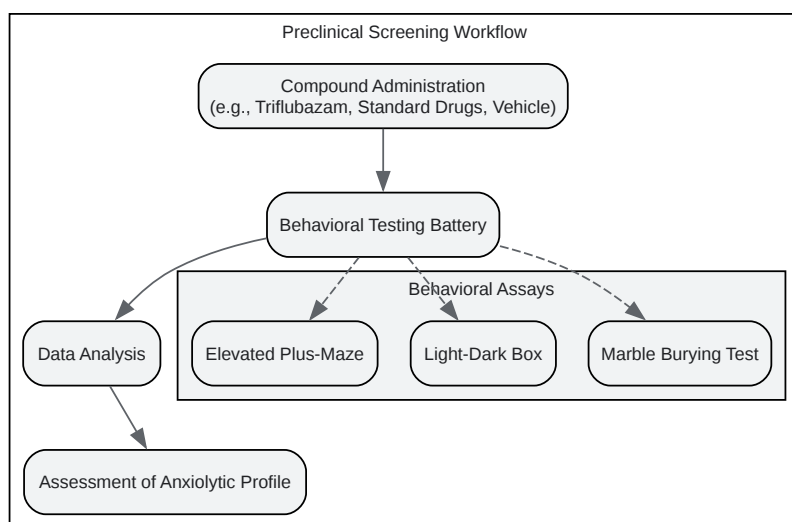 Preclinical Screening Workflow
Compound Administration
(e.g., Triflubazam, Standard Drugs, Vehicle)
Behavioral Testing Battery
Behavioral Assays
Data Analysis
Elevated Plus-Maze
Light-Dark Box
Marble Burying Test
Assessment of Anxiolytic Profile